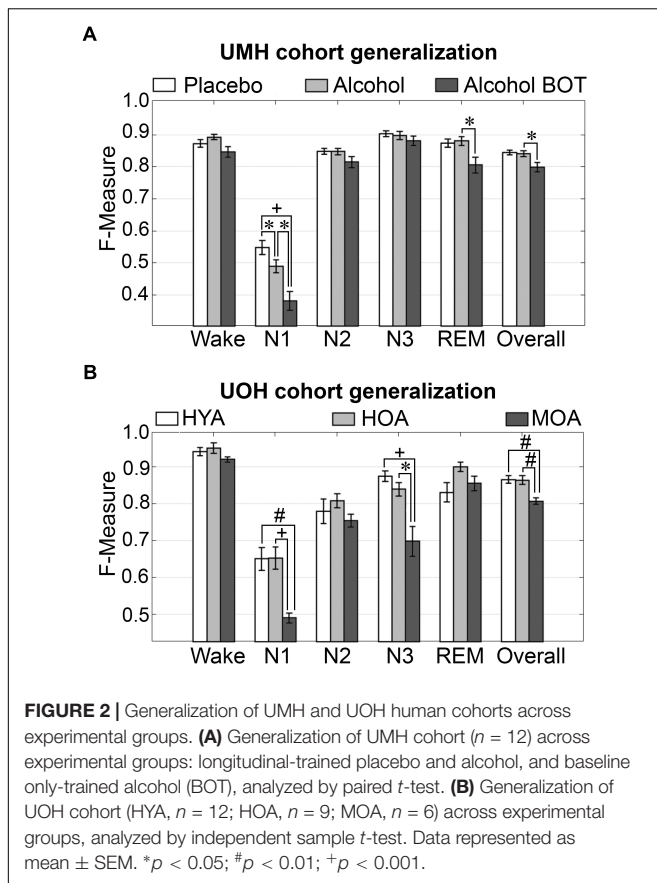 A
UMH cohort generalization
Placebo Alcohol Alcohol BOT
F-Measure
1.0
0.9
0.8
0.7
0.6
0.5
0.4
* * + * *
Wake N1 N2 N3 REM Overall
B
UOH cohort generalization
HYA HOA MOA
F-Measure
1.0
0.9
0.8
0.7
0.6
0.5
# + + * # #
Wake N1 N2 N3 REM Overall
FIGURE 2 | Generalization of UMH and UOH human cohorts across
experimental groups. (A) Generalization of UMH cohort (n = 12) across
experimental groups: longitudinal-trained placebo and alcohol, and baseline
only-trained alcohol (BOT), analyzed by paired t-test. (B) Generalization of
UOH cohort (HYA, n = 12; HOA, n = 9; MOA, n = 6) across experimental
groups, analyzed by independent sample t-test. Data represented as
mean ± SEM. *p < 0.05; #p < 0.01; +p < 0.001.